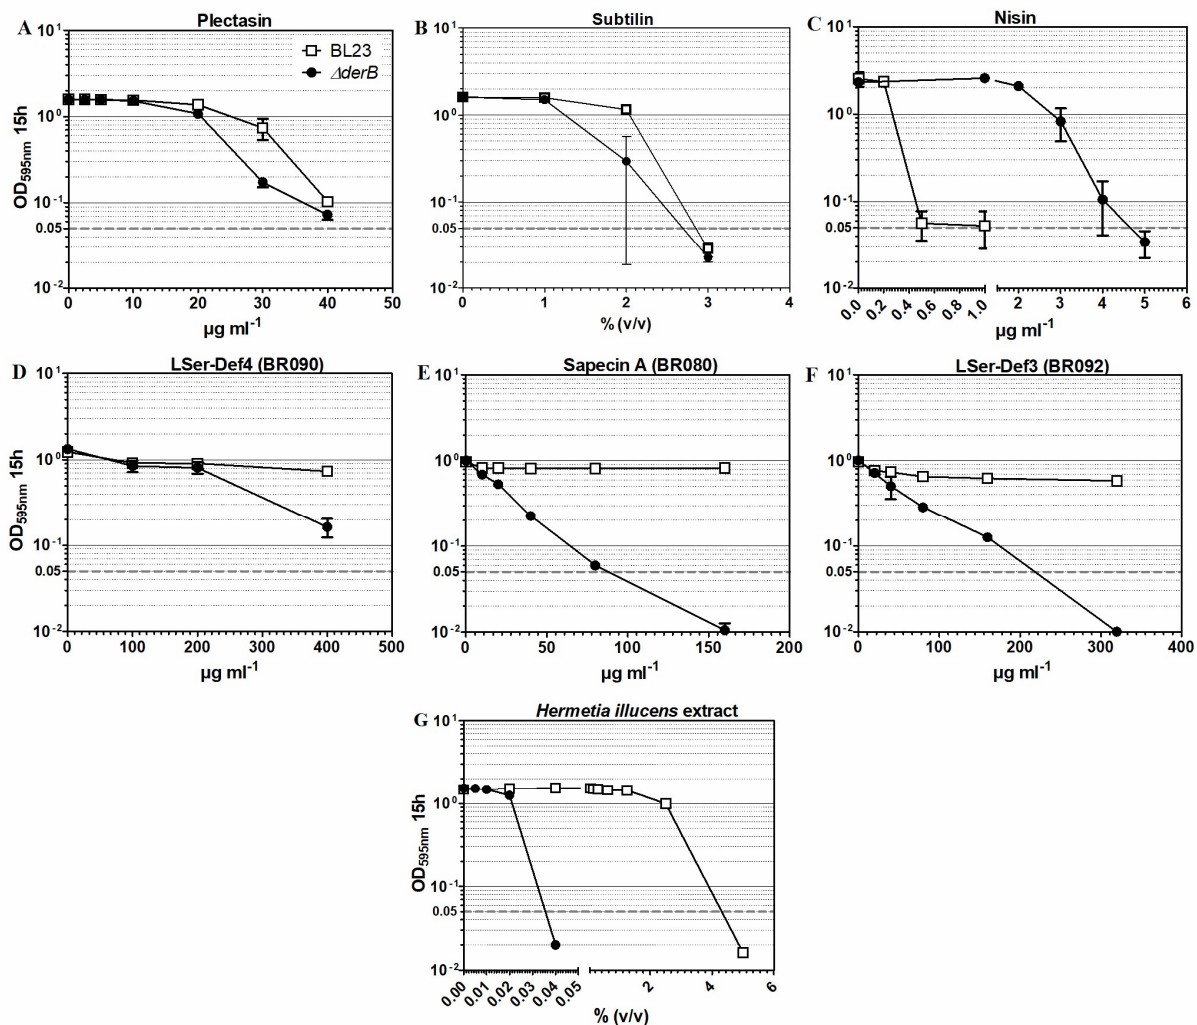 A Plectasin
10¹
10⁰
10⁻¹
0.05
10⁻²
OD595nm 15h
BL23
ΔderB
0 10 20 30 40 50
µg ml⁻¹
B Subtilin
10¹
10⁰
10⁻¹
0.05
10⁻²
0 1 2 3 4
% (v/v)
C Nisin
10¹
10⁰
10⁻¹
0.05
10⁻²
0.0 0.2 0.4 0.6 0.8 1.0 2 3 4 5 6
µg ml⁻¹
D LSer-Def4 (BR090)
10¹
10⁰
10⁻¹
0.05
10⁻²
OD595nm 15h
0 100 200 300 400 500
µg ml⁻¹
E Sapecin A (BR080)
10¹
10⁰
10⁻¹
0.05
10⁻²
0 50 100 150 200
µg ml⁻¹
F LSer-Def3 (BR092)
10¹
10⁰
10⁻¹
0.05
10⁻²
0 100 200 300 400
µg ml⁻¹
G Hermetia illucens extract
10¹
10⁰
10⁻¹
0.05
10⁻²
OD595nm 15h
0.00 0.01 0.02 0.03 0.04 0.05 2 4 6
% (v/v)